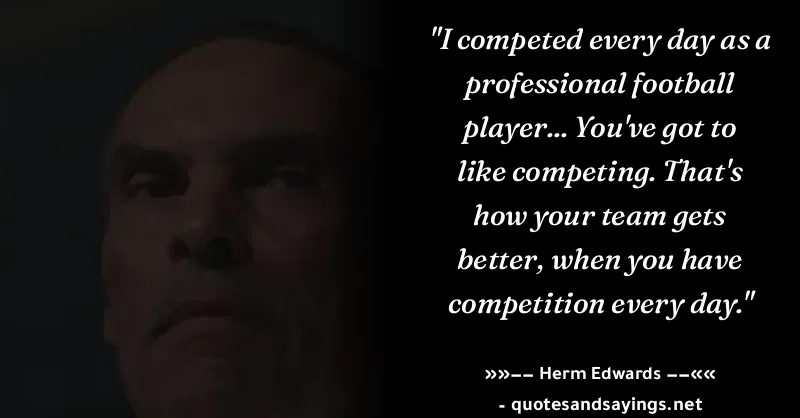 "I competed every day as a
professional football
player... You've got to
like competing. That's
how your team gets
better, when you have
competition every day."
»»−− Herm Edwards −−««
- quotesandsayings.net